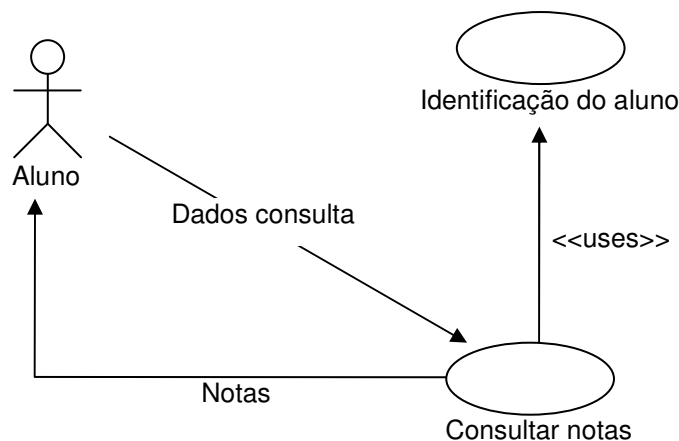 Identificação do aluno
Aluno
Dados consulta
<<uses>>
Notas
Consultar notas